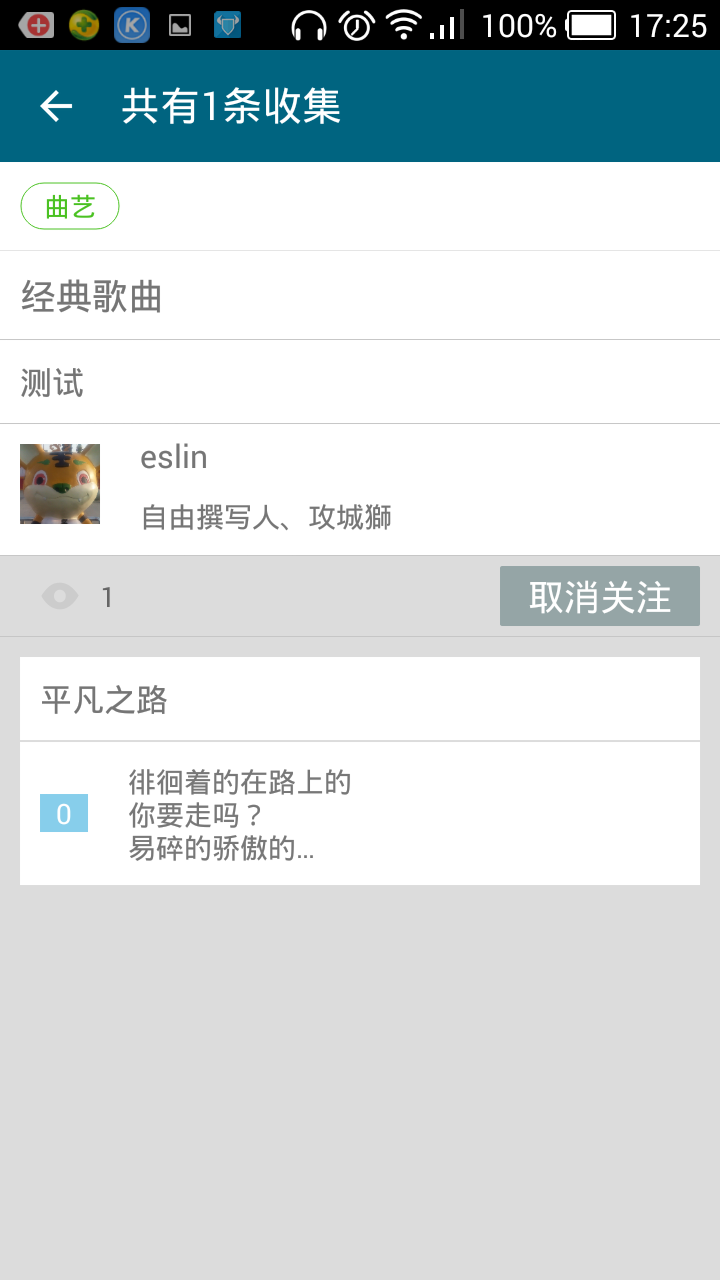 100% 17:25
共有1条收集
曲艺
经典歌曲
测试
eslin
自由撰写人、攻城獅
1
取消关注
平凡之路
0
徘徊着的在路上的
你要走吗？
易碎的骄傲的...